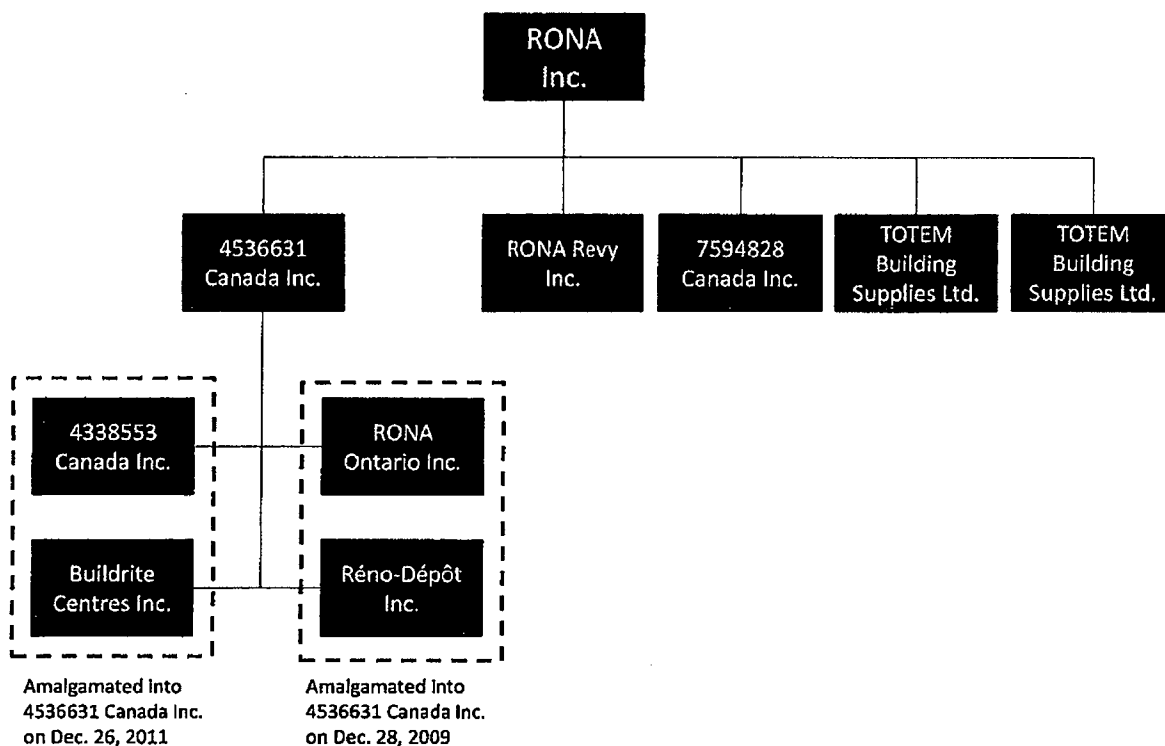 RONA
Inc.
4536631
Canada Inc.
RONA Revy
Inc.
7594828
Canada Inc.
TOTEM
Building
Supplies Ltd.
TOTEM
Building
Supplies Ltd.
4338553
Canada Inc.
RONA
Ontario Inc.
Buildrite
Centres Inc.
Réno-Dépôt
Inc.
Amalgamated into
4536631 Canada Inc.
on Dec. 26, 2011
Amalgamated into
4536631 Canada Inc.
on Dec. 28, 2009